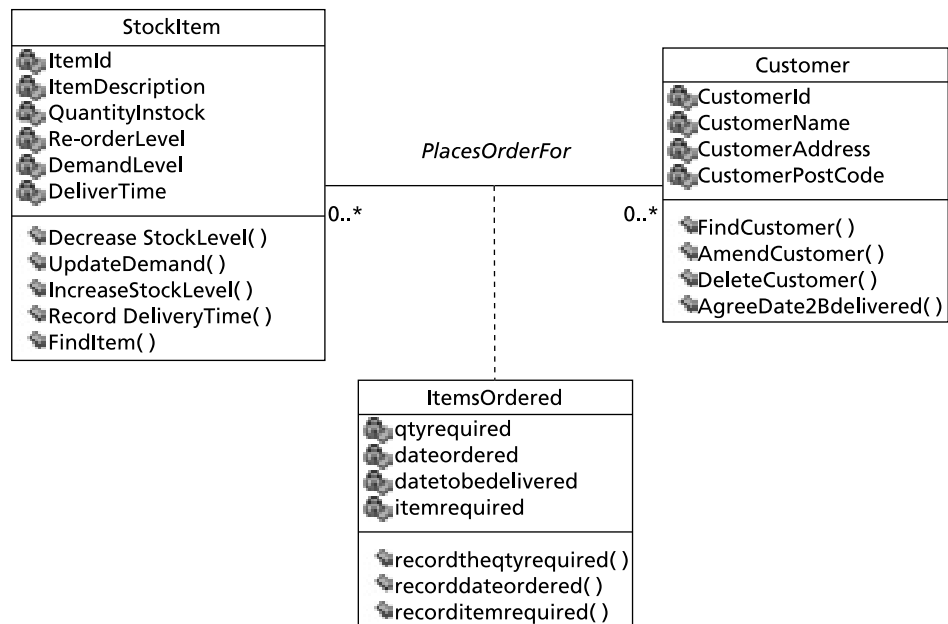 StockItem
ItemId
ItemDescription
QuantityInstock
Re-orderLevel
DemandLevel
DeliverTime
Decrease StockLevel( )
UpdateDemand( )
IncreaseStockLevel( )
Record DeliveryTime( )
FindItem( )
PlacesOrderFor
0..*
0..*
Customer
CustomerId
CustomerName
CustomerAddress
CustomerPostCode
FindCustomer( )
AmendCustomer( )
DeleteCustomer( )
AgreeDate2Bdelivered( )
ItemsOrdered
qtyrequired
dateordered
datetobedelivered
itemrequired
recordtheqtyrequired( )
recorddateordered( )
recorditemrequired( )